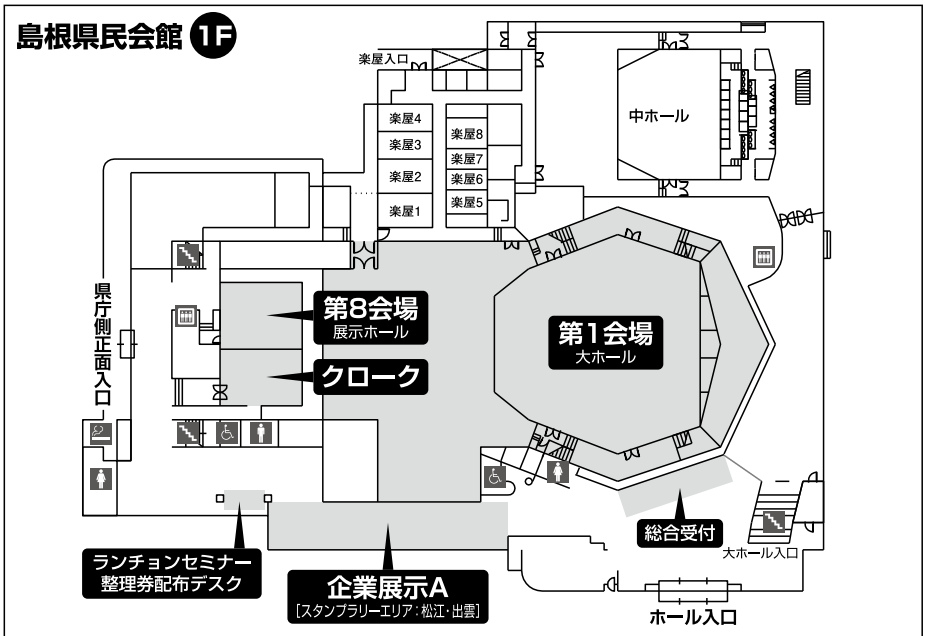 島根県民会館 1F
楽屋入口
中ホール
楽屋4
楽屋3
楽屋2
楽屋1
楽屋8
楽屋7
楽屋6
楽屋5
県庁側正面入口
第8会場
展示ホール
クローク
第1会場
大ホール
総合受付
大ホール入口
ランチョンセミナー
整理券配布デスク
企業展示A
[スタンプラリーエリア:松江・出雲]
ホール入口